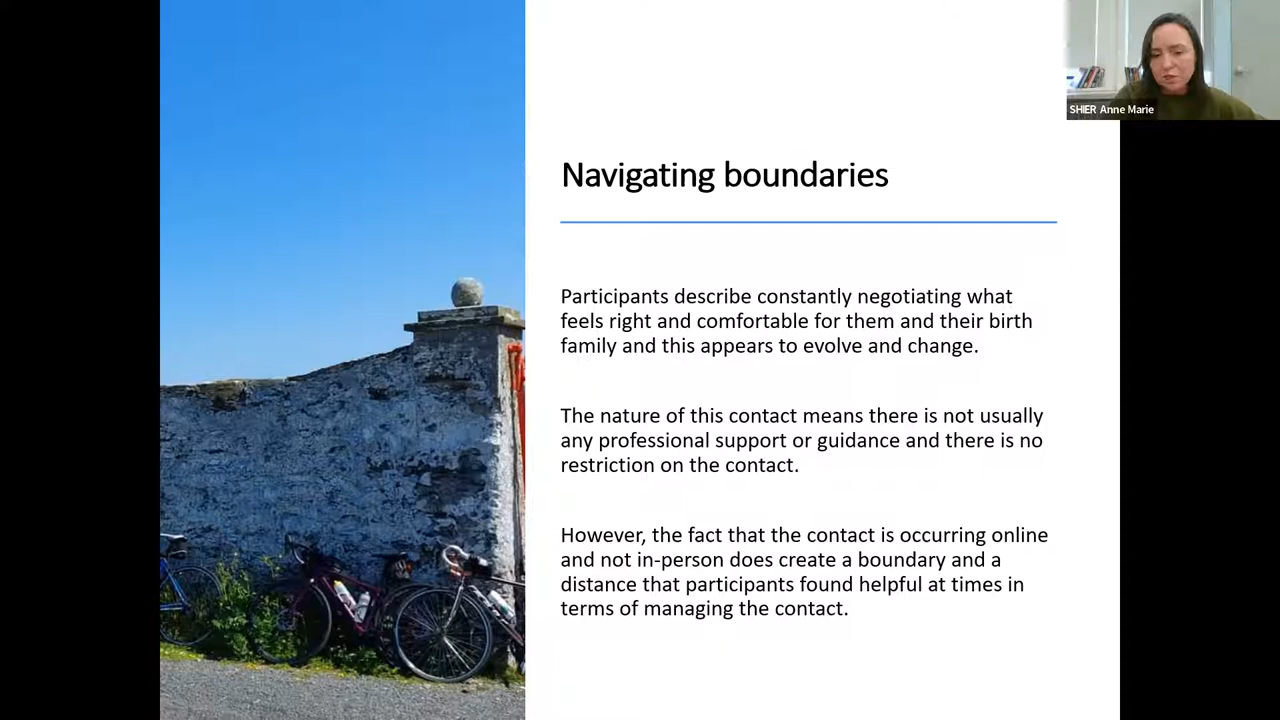 SHIER Anne Marie
Navigating boundaries
Participants describe constantly negotiating what
feels right and comfortable for them and their birth
family and this appears to evolve and change.
The nature of this contact means there is not usually
any professional support or guidance and there is no
restriction on the contact.
However, the fact that the contact is occurring online
and not in-person does create a boundary and a
distance that participants found helpful at times in
terms of managing the contact.